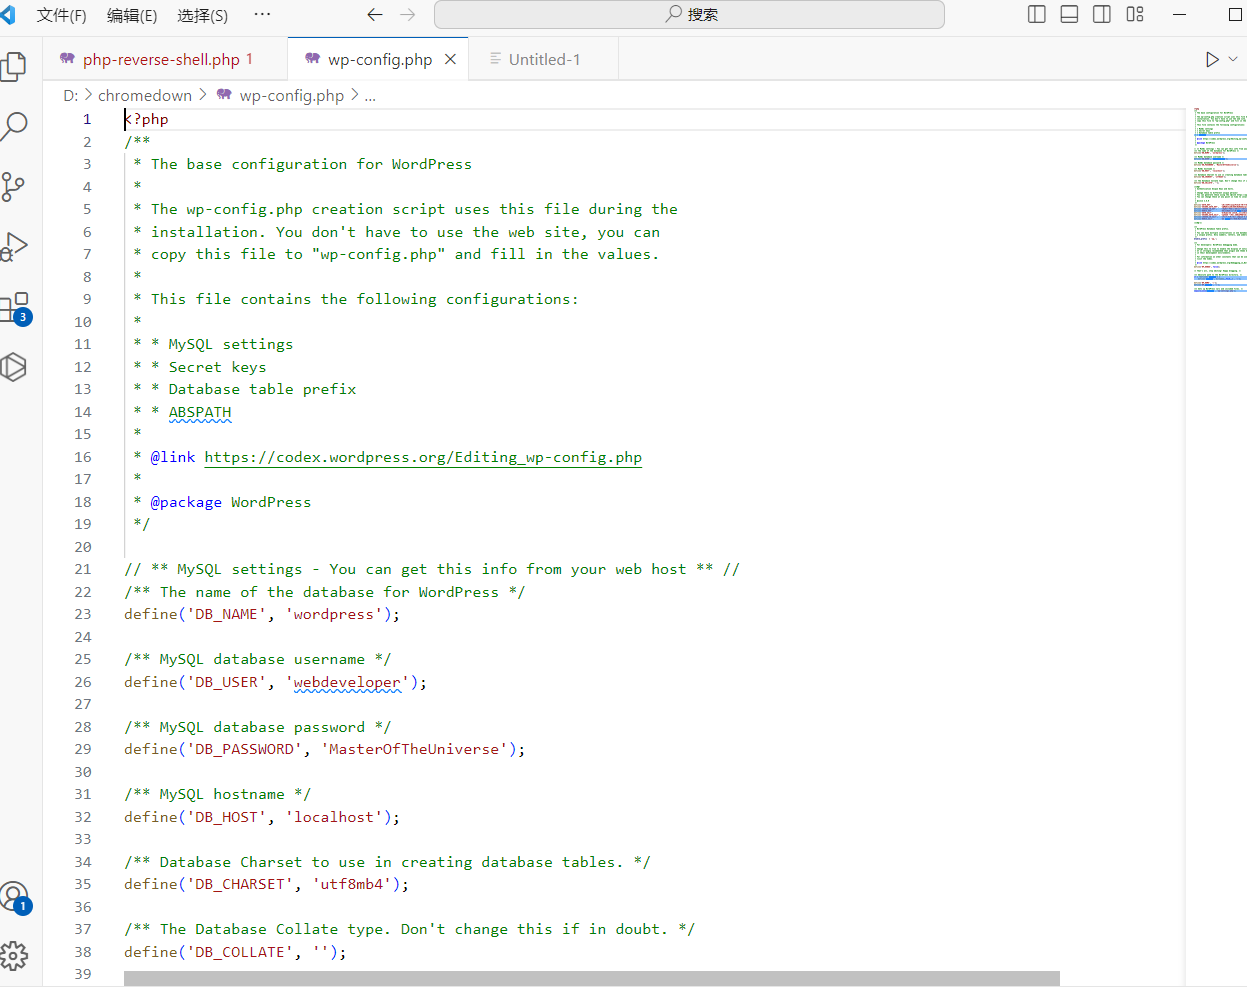 文件(F) 编辑(E) 选择(S) ··· 搜索
php-reverse-shell.php 1 wp-config.php Untitled-1
D: > chromedown > wp-config.php > ...
1 <?php
2 /**
3 * The base configuration for WordPress
4 *
5 * The wp-config.php creation script uses this file during the
6 * installation. You don't have to use the web site, you can
7 * copy this file to "wp-config.php" and fill in the values.
8 *
9 * This file contains the following configurations:
10 *
11 * * MySQL settings
12 * * Secret keys
13 * * Database table prefix
14 * * ABSPATH
15 *
16 * @link https://codex.wordpress.org/Editing_wp-config.php
17 *
18 * @package WordPress
19 */
20
21 // ** MySQL settings - You can get this info from your web host ** //
22 /** The name of the database for WordPress */
23 define('DB_NAME', 'wordpress');
24
25 /** MySQL database username */
26 define('DB_USER', 'webdeveloper');
27
28 /** MySQL database password */
29 define('DB_PASSWORD', 'MasterOfTheUniverse');
30
31 /** MySQL hostname */
32 define('DB_HOST', 'localhost');
33
34 /** Database Charset to use in creating database tables. */
35 define('DB_CHARSET', 'utf8mb4');
36
37 /** The Database Collate type. Don't change this if in doubt. */
38 define('DB_COLLATE', '');
39
3
1